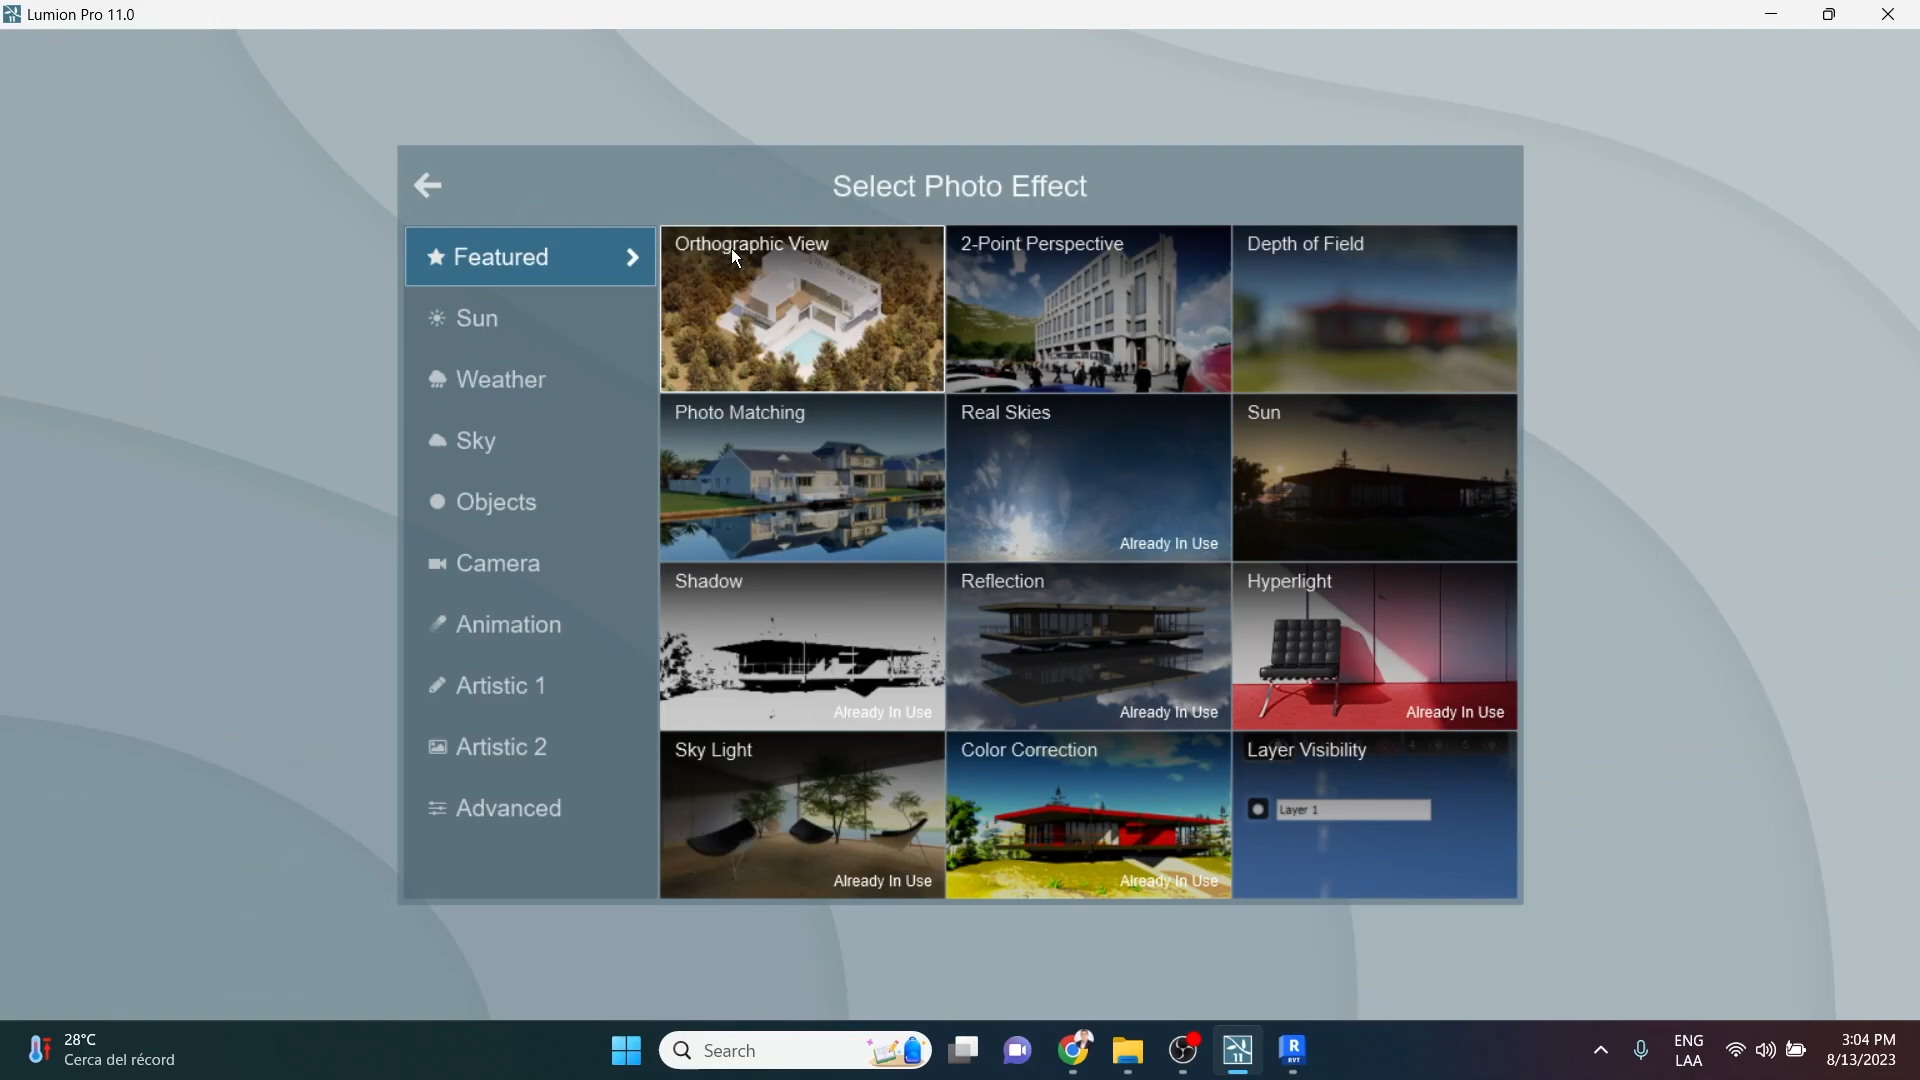 Lumion Pro 11.0
Select Photo Effect
Featured
Sun
Weather
Sky
Objects
Camera
Animation
Artistic 1
Artistic 2
Advanced
Orthographic View
2-Point Perspective
Depth of Field
Photo Matching
Real Skies
Already In Use
Sun
Shadow
Already In Use
Reflection
Already In Use
Hyperlight
Already In Use
Sky Light
Already In Use
Color Correction
Already In Use
Layer Visibility
Layer 1
28°C
Cerca del récord
Search
11
R
RVT
ENG
LAA
3:04 PM
8/13/2023